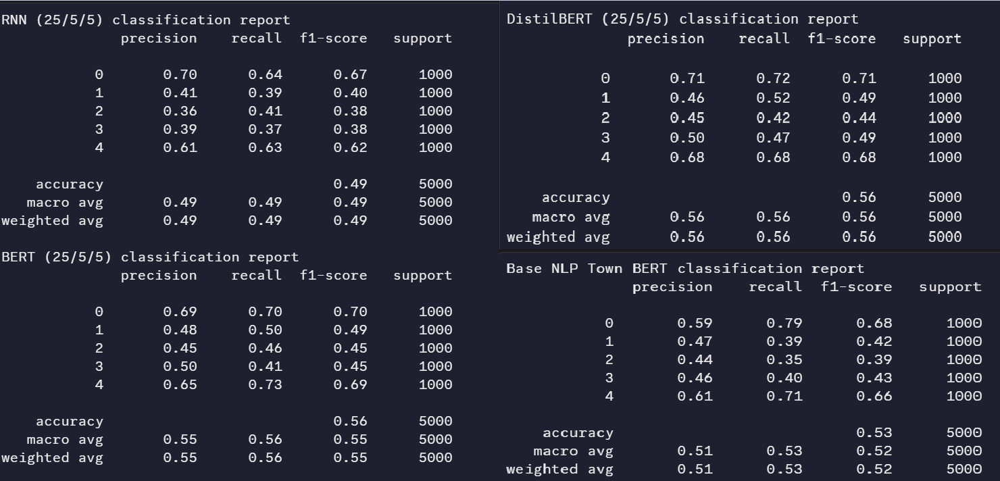 RNN (25/5/5) classification report
precision recall f1-score support
0 0.70 0.64 0.67 1000
1 0.41 0.39 0.40 1000
2 0.36 0.41 0.38 1000
3 0.39 0.37 0.38 1000
4 0.61 0.63 0.62 1000
accuracy 0.49 5000
macro avg 0.49 0.49 0.49 5000
weighted avg 0.49 0.49 0.49 5000
BERT (25/5/5) classification report
precision recall f1-score support
0 0.69 0.70 0.70 1000
1 0.48 0.50 0.49 1000
2 0.45 0.46 0.45 1000
3 0.50 0.41 0.45 1000
4 0.65 0.73 0.69 1000
accuracy 0.56 5000
macro avg 0.55 0.56 0.55 5000
weighted avg 0.55 0.56 0.55 5000
DistilBERT (25/5/5) classification report
precision recall f1-score support
0 0.71 0.72 0.71 1000
1 0.46 0.52 0.49 1000
2 0.45 0.42 0.44 1000
3 0.50 0.47 0.49 1000
4 0.68 0.68 0.68 1000
accuracy 0.56 5000
macro avg 0.56 0.56 0.56 5000
weighted avg 0.56 0.56 0.56 5000
Base NLP Town BERT classification report
precision recall f1-score support
0 0.59 0.79 0.68 1000
1 0.47 0.39 0.42 1000
2 0.44 0.35 0.39 1000
3 0.46 0.40 0.43 1000
4 0.61 0.71 0.66 1000
accuracy 0.53 5000
macro avg 0.51 0.53 0.52 5000
weighted avg 0.51 0.53 0.52 5000